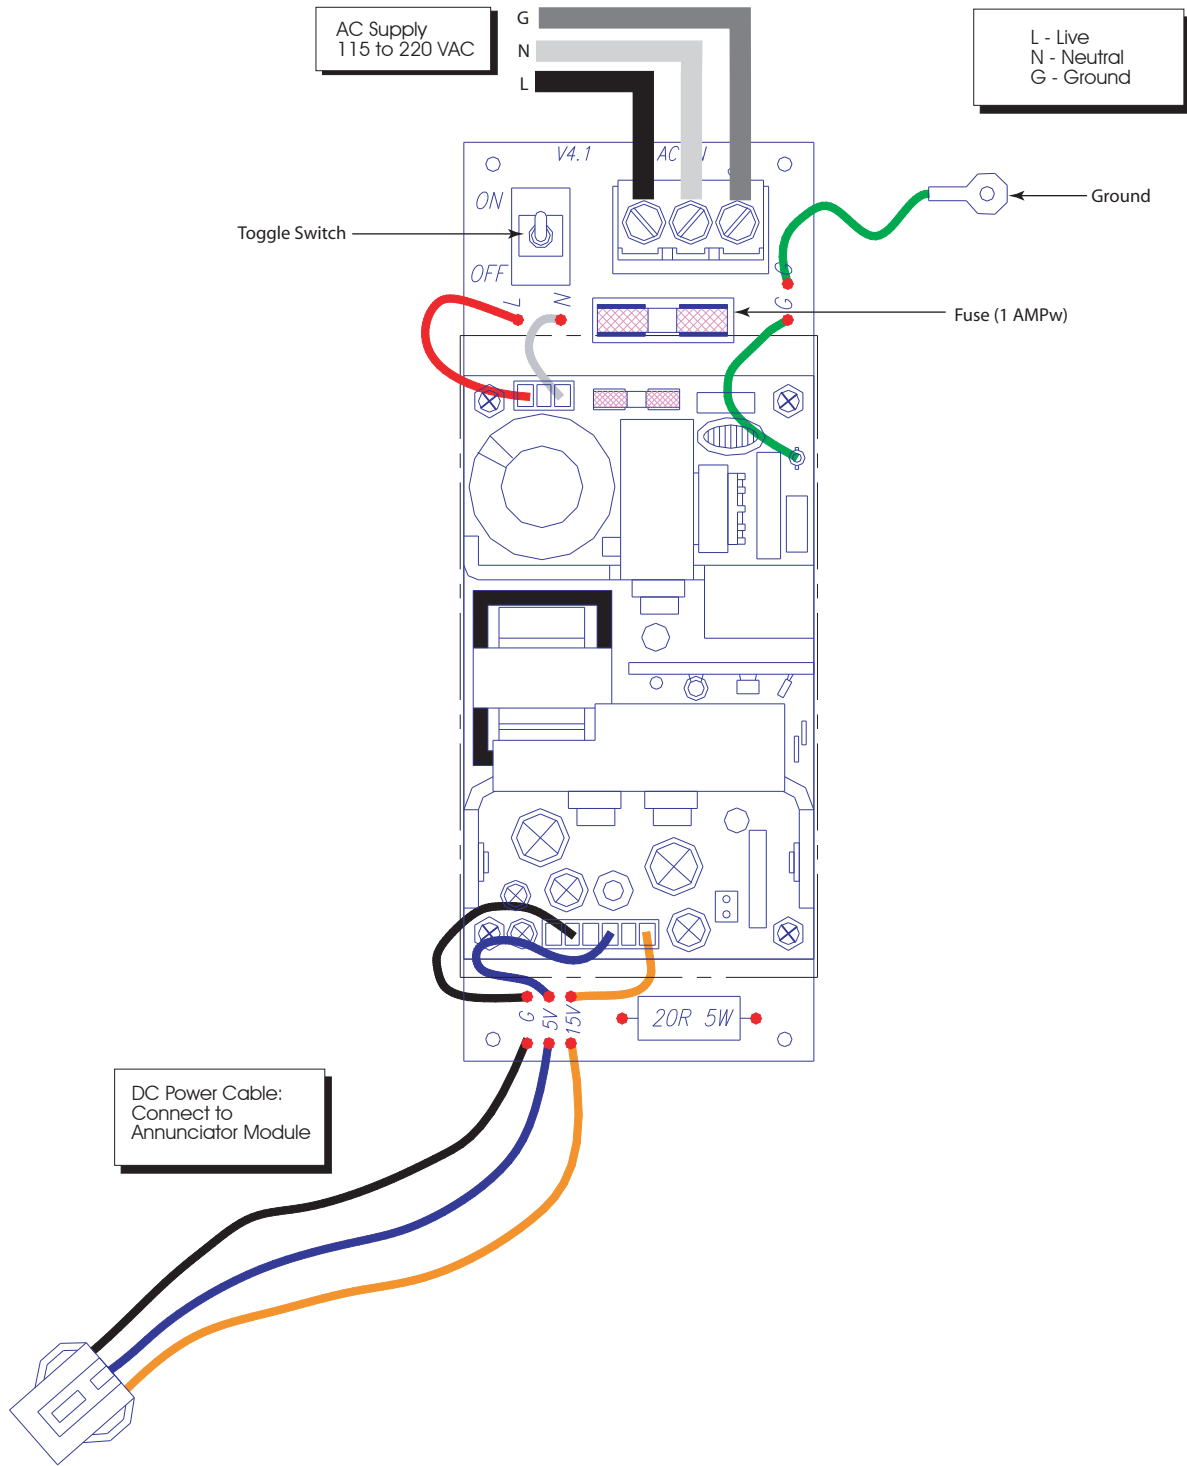 AC Supply
115 to 220 VAC
G
N
L
L - Live
N - Neutral
G - Ground
V4.1
AC
ON
OFF
Toggle Switch
Ground
L
N
G
G
Fuse (1 AMPw)
G
5V
15V
20R 5W
DC Power Cable:
Connect to
Annunciator Module